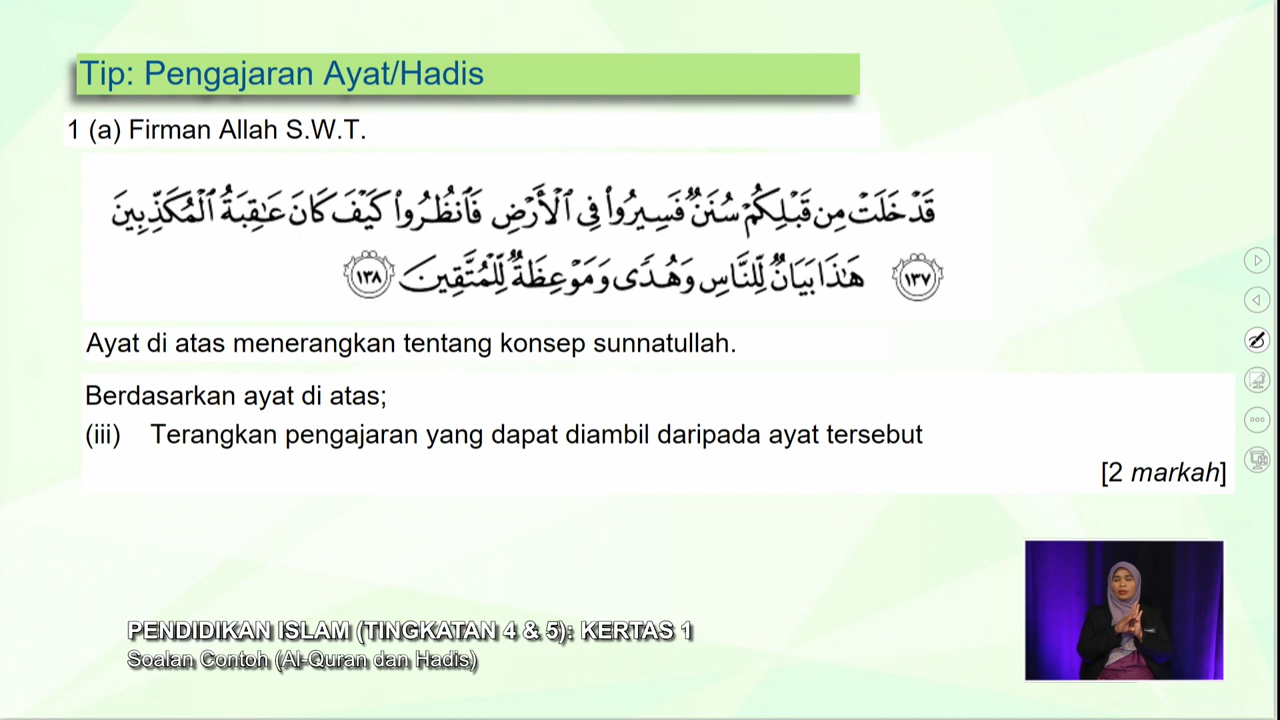 Tip: Pengajaran Ayat/Hadis
1 (a) Firman Allah S.W.T.
قَدْ خَلَتْ مِن قَبْلِكُمْ سُنَنٌ فَسِيرُوا۟ فِى ٱلْأَرْضِ فَٱنظُرُوا۟ كَيْفَ كَانَ عَـٰقِبَةُ ٱلْمُكَذِّبِينَ
١٣٧ هَـٰذَا بَيَانٌ لِّلنَّاسِ وَهُدًى وَمَوْعِظَةٌ لِّلْمُتَّقِينَ ١٣٨
Ayat di atas menerangkan tentang konsep sunnatullah.
Berdasarkan ayat di atas;
(iii) Terangkan pengajaran yang dapat diambil daripada ayat tersebut
[2 markah]
PENDIDIKAN ISLAM (TINGKATAN 4 & 5): KERTAS 1
Soalan Contoh (Al-Quran dan Hadis)